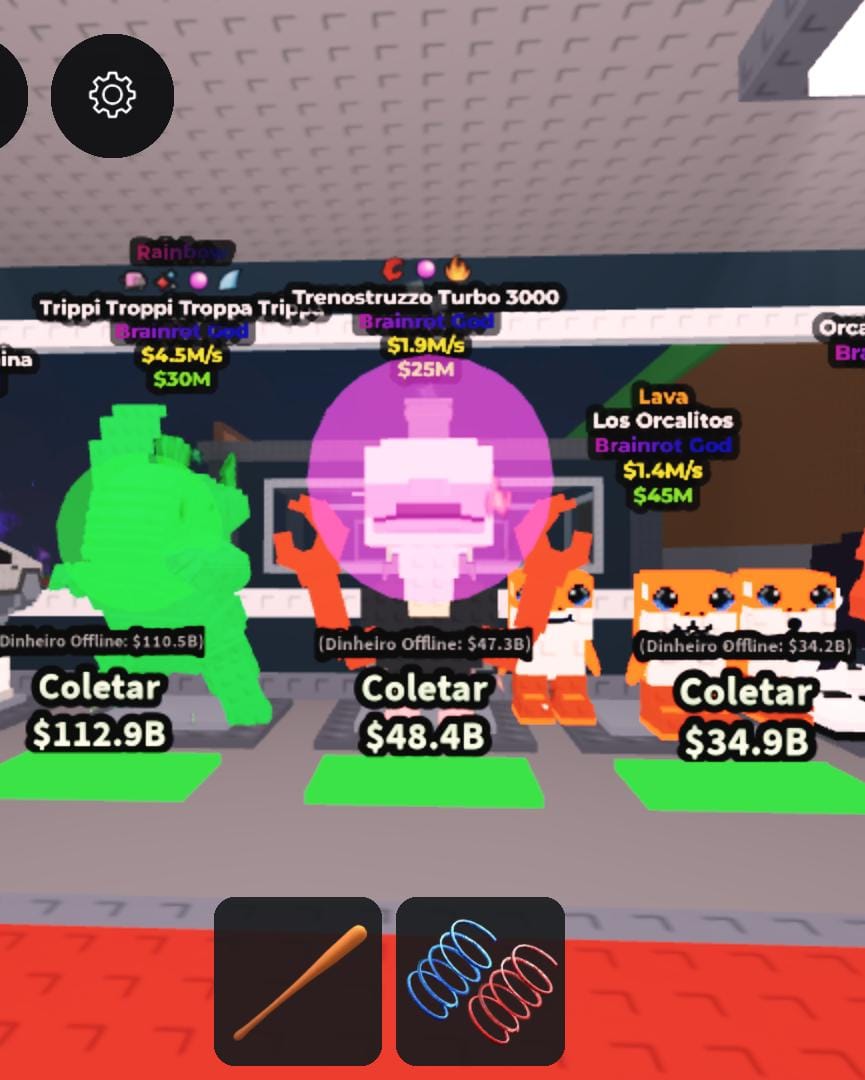 Rainbow
Trippi Troppi Troppa Trippa
Brainrot God
$4.5M/s
$30M
Trenostruzzo Turbo 3000
Brainrot God
$1.9M/s
$25M
ina
Lava
Los Orcalitos
Brainrot God
$1.4M/s
$45M
Orca
Bra
(Dinheiro Offline: $110.5B)
Coletar
$112.9B
(Dinheiro Offline: $47.3B)
Coletar
$48.4B
(Dinheiro Offline: $34.2B)
Coletar
$34.9B